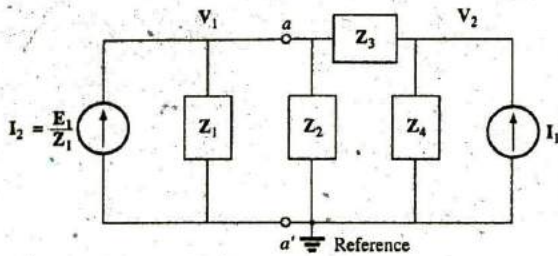 V₁ a V₂
Z₃
I₂ = E₁/Z₁ Z₁ Z₂ Z₄ I₁
a' Reference